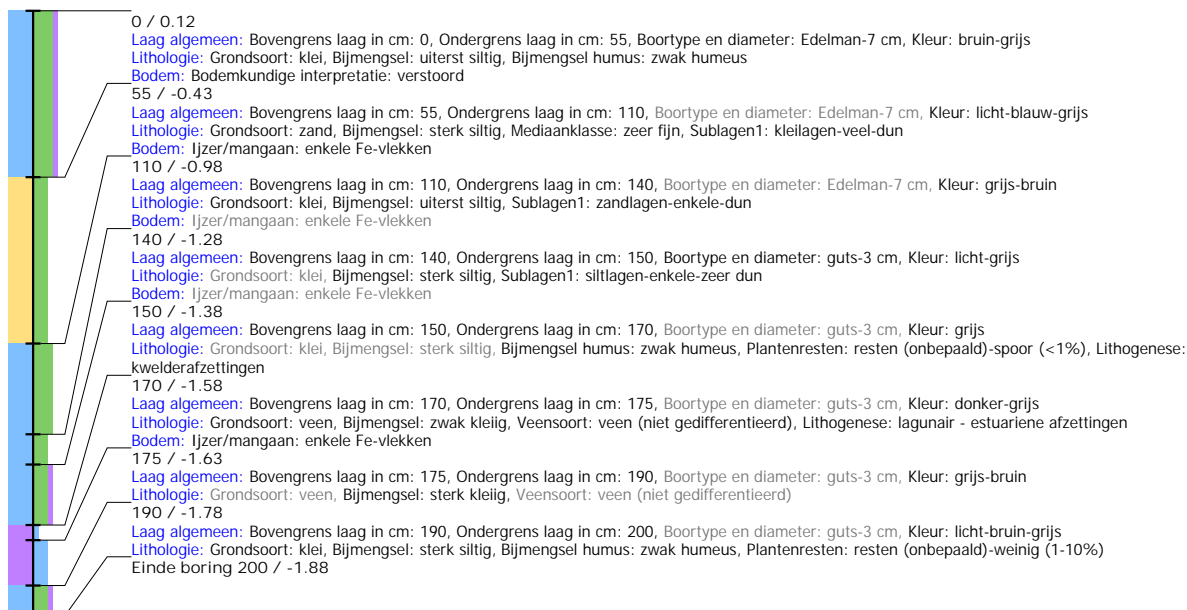 0 / 0.12
Laag algemeen: Bovengrens laag in cm: 0, Ondergrens laag in cm: 55, Boortype en diameter: Edelman-7 cm, Kleur: bruin-grijs
Lithologie: Grondsoort: klei, Bijmengsel: uiterst siltig, Bijmengsel humus: zwak humeus
Bodem: Bodemkundige interpretatie: verstoord
55 / -0.43
Laag algemeen: Bovengrens laag in cm: 55, Ondergrens laag in cm: 110, Boortype en diameter: Edelman-7 cm, Kleur: licht-blauw-grijs
Lithologie: Grondsoort: zand, Bijmengsel: sterk siltig, Mediaanklasse: zeer fijn, Sublagen1: kleilagen-veel-dun
Bodem: Ijzer/mangaan: enkele Fe-vlekken
110 / -0.98
Laag algemeen: Bovengrens laag in cm: 110, Ondergrens laag in cm: 140, Boortype en diameter: Edelman-7 cm, Kleur: grijs-bruin
Lithologie: Grondsoort: klei, Bijmengsel: uiterst siltig, Sublagen1: zandlagen-enkele-dun
Bodem: Ijzer/mangaan: enkele Fe-vlekken
140 / -1.28
Laag algemeen: Bovengrens laag in cm: 140, Ondergrens laag in cm: 150, Boortype en diameter: guts-3 cm, Kleur: licht-grijs
Lithologie: Grondsoort: klei, Bijmengsel: sterk siltig, Sublagen1: siltlagen-enkele-zeer dun
Bodem: Ijzer/mangaan: enkele Fe-vlekken
150 / -1.38
Laag algemeen: Bovengrens laag in cm: 150, Ondergrens laag in cm: 170, Boortype en diameter: guts-3 cm, Kleur: grijs
Lithologie: Grondsoort: klei, Bijmengsel: sterk siltig, Bijmengsel humus: zwak humeus, Plantenresten: resten (onbepaald)-spoor (<1%), Lithogenese:
kwelderafzettingen
170 / -1.58
Laag algemeen: Bovengrens laag in cm: 170, Ondergrens laag in cm: 175, Boortype en diameter: guts-3 cm, Kleur: donker-grijs
Lithologie: Grondsoort: veen, Bijmengsel: zwak kleiig, Veensoort: veen (niet gedifferentieerd), Lithogenese: lagunair - estuariene afzettingen
Bodem: Ijzer/mangaan: enkele Fe-vlekken
175 / -1.63
Laag algemeen: Bovengrens laag in cm: 175, Ondergrens laag in cm: 190, Boortype en diameter: guts-3 cm, Kleur: grijs-bruin
Lithologie: Grondsoort: veen, Bijmengsel: sterk kleiig, Veensoort: veen (niet gedifferentieerd)
190 / -1.78
Laag algemeen: Bovengrens laag in cm: 190, Ondergrens laag in cm: 200, Boortype en diameter: guts-3 cm, Kleur: licht-bruin-grijs
Lithologie: Grondsoort: klei, Bijmengsel: sterk siltig, Bijmengsel humus: zwak humeus, Plantenresten: resten (onbepaald)-weinig (1-10%)
Einde boring 200 / -1.88